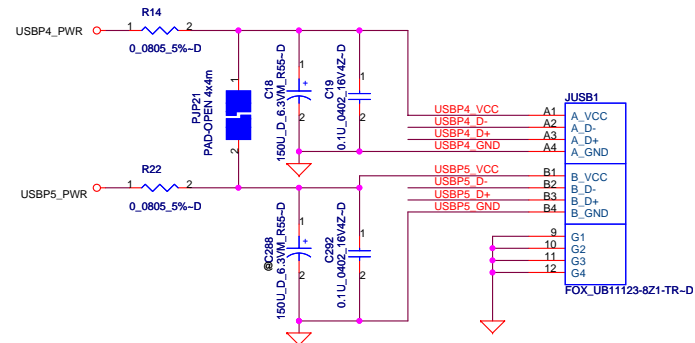 R14
USBP4_PWR
1
2
0_0805_5%~D
1
PJP21
PAD-OPEN 4x4m
2
1
C18
+
150U_D_6.3VM_R55~D
2
1
C19
0.1U_0402_16V4Z~D
2
JUSB1
USBP4_VCC A1 A_VCC
USBP4_D- A2 A_D-
USBP4_D+ A3 A_D+
USBP4_GND A4 A_GND
R22
USBP5_PWR
1
2
0_0805_5%~D
USBP5_VCC B1 B_VCC
USBP5_D- B2 B_D-
USBP5_D+ B3 B_D+
USBP5_GND B4 B_GND
1
@C288
+
150U_D_6.3VM_R55~D
2
1
C292
0.1U_0402_16V4Z~D
2
9 G1
10 G2
11 G3
12 G4
FOX_UB11123-8Z1-TR~D